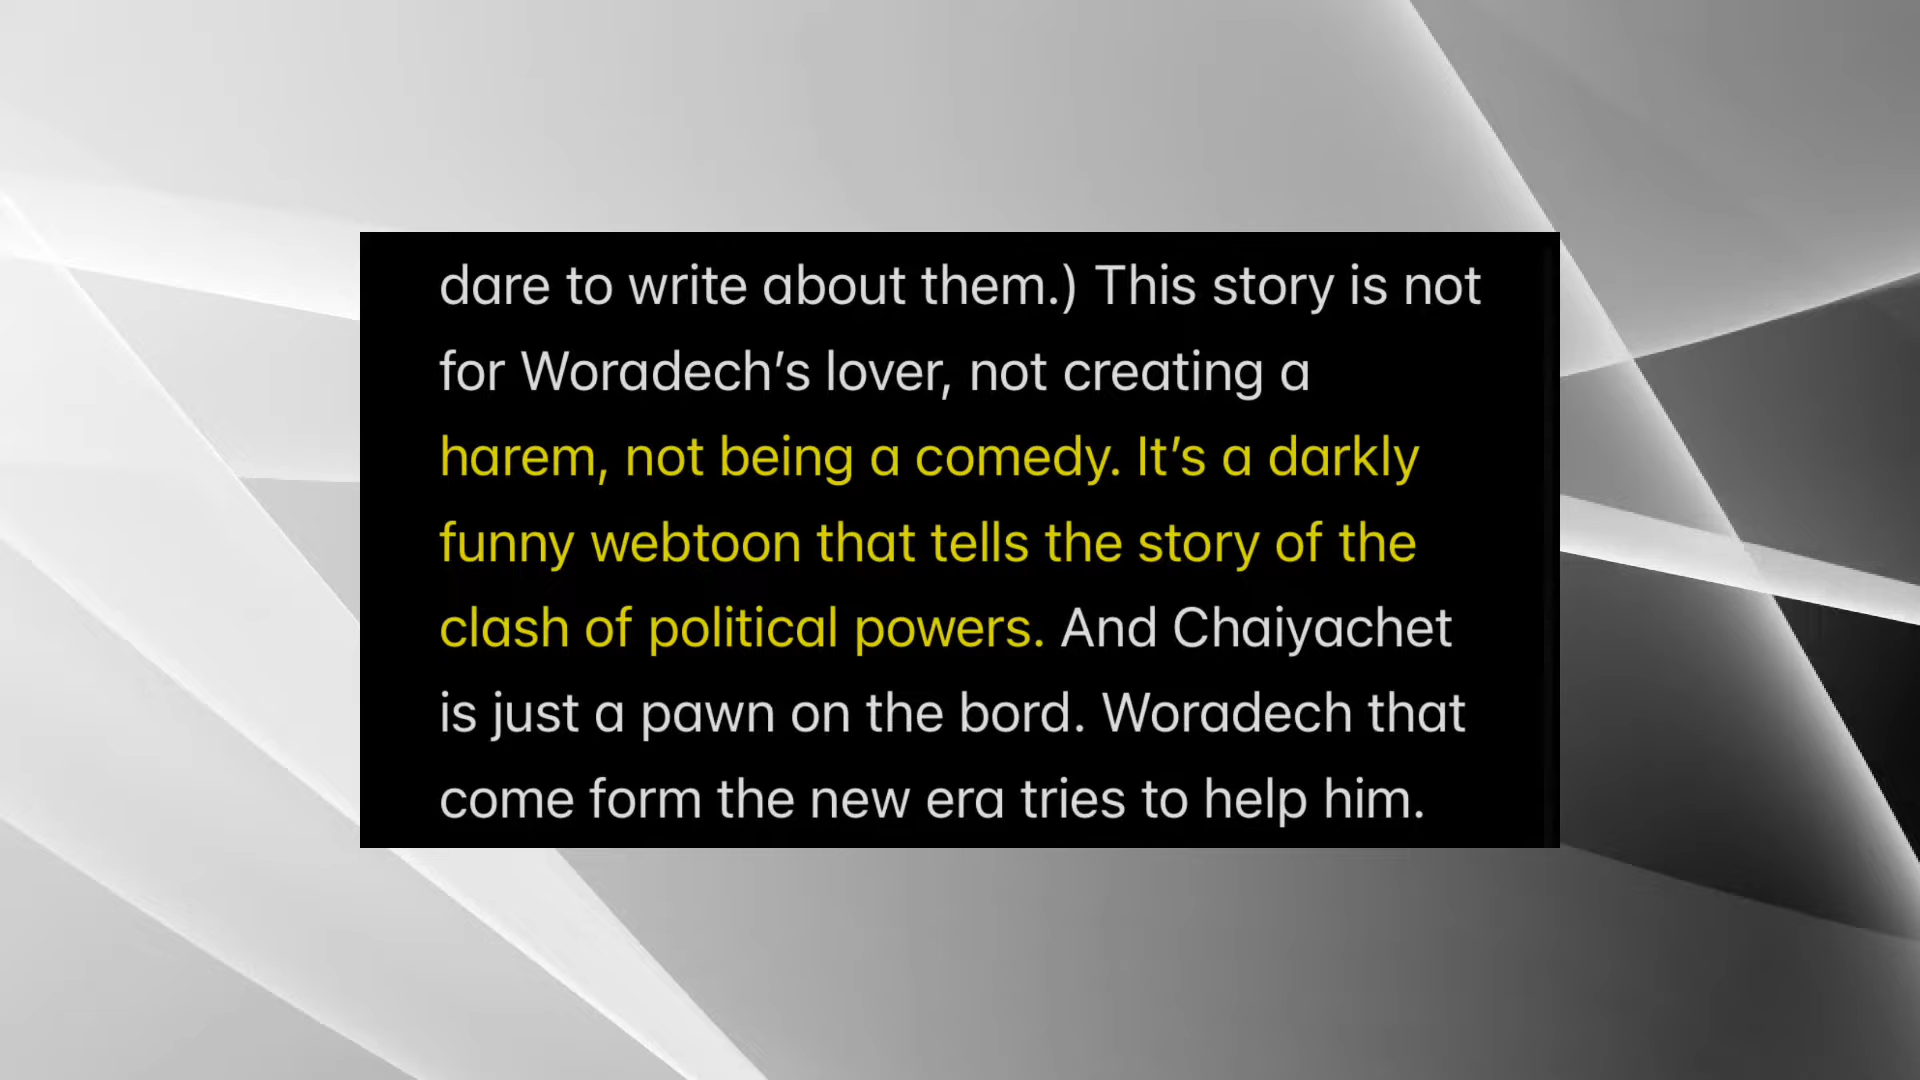 dare to write about them.) This story is not
for Woradech’s lover, not creating a
harem, not being a comedy. It’s a darkly
funny webtoon that tells the story of the
clash of political powers. And Chaiyachet
is just a pawn on the bord. Woradech that
come form the new era tries to help him.